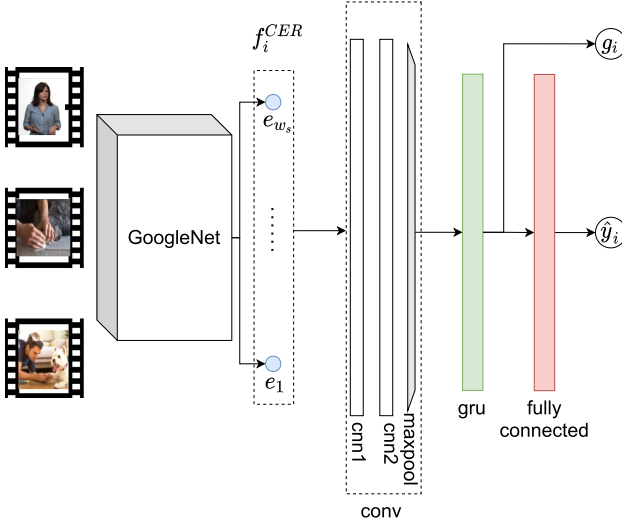 f_i^{CER}
g_i
e_{w_s}
GoogleNet
ŷ_i
e_1
cnn1
cnn2
maxpool
gru
fully
connected
conv